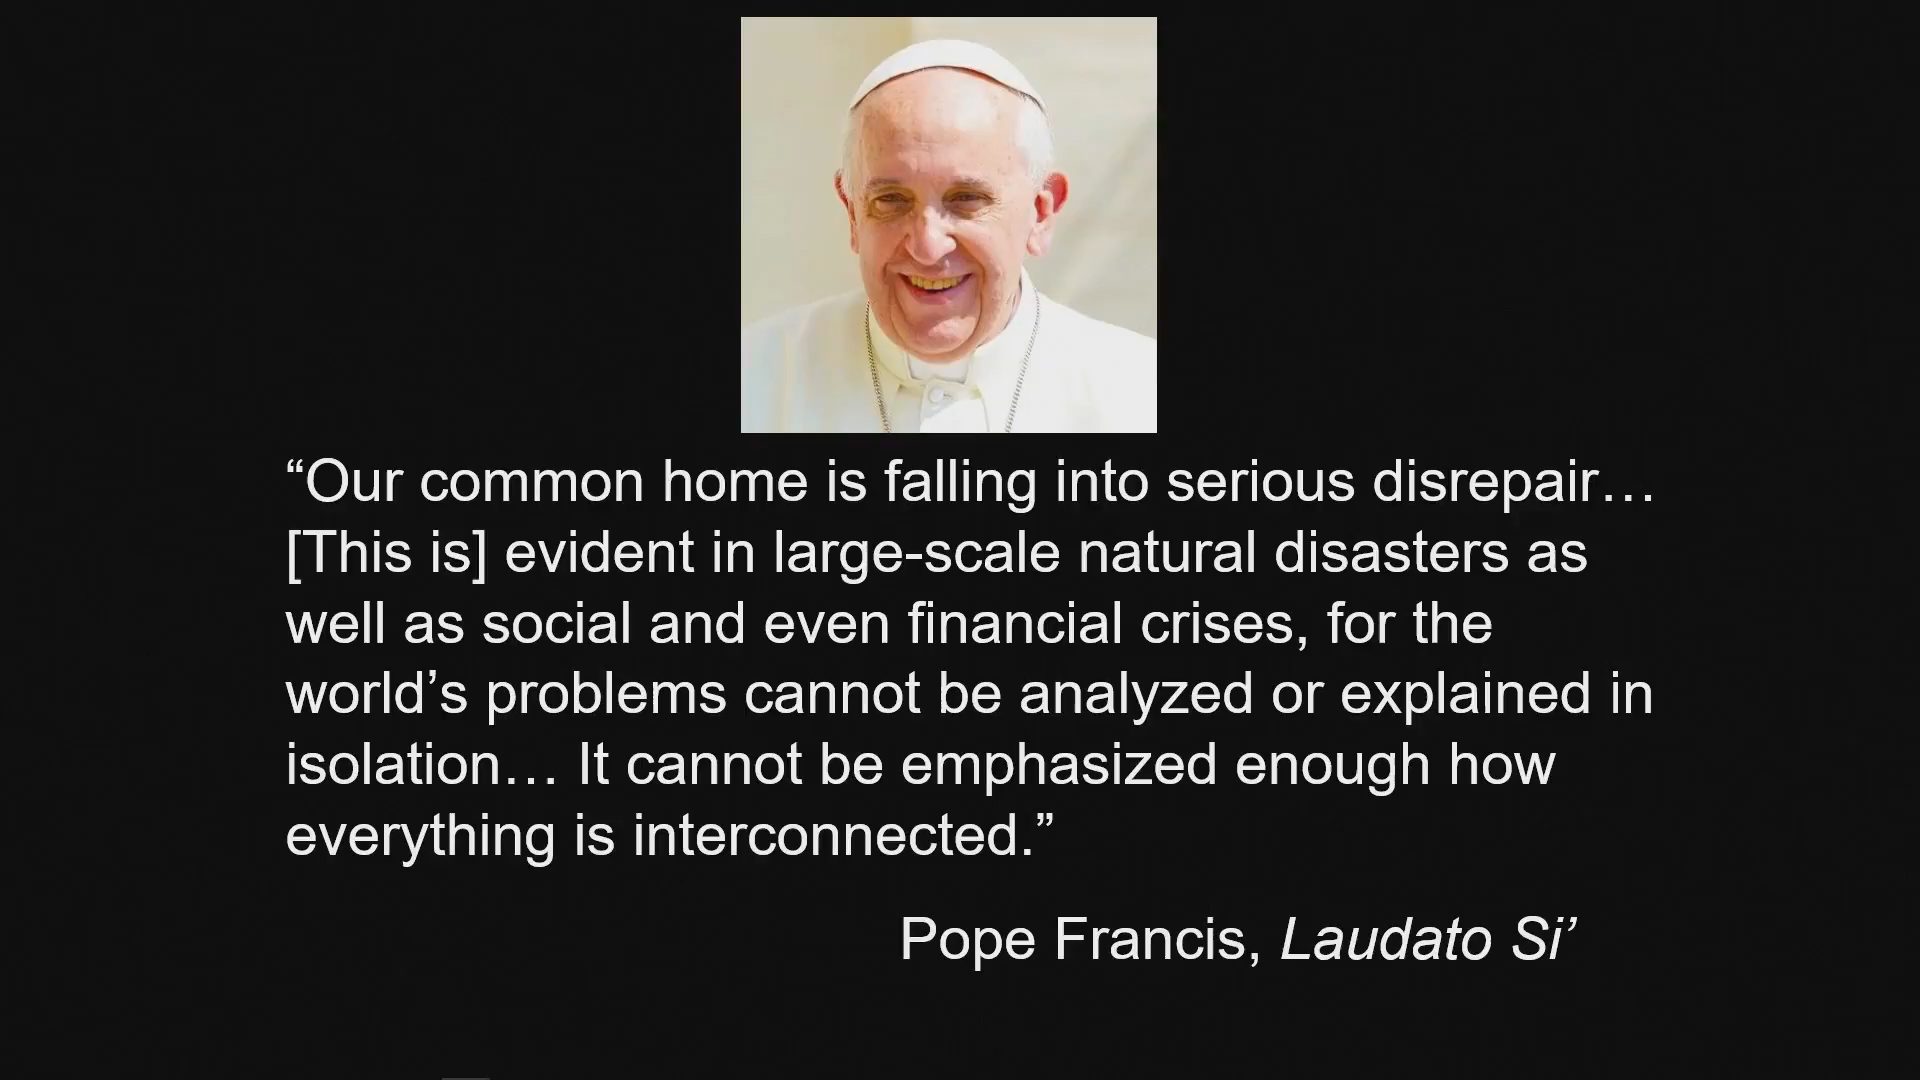 “Our common home is falling into serious disrepair…
[This is] evident in large-scale natural disasters as
well as social and even financial crises, for the
world’s problems cannot be analyzed or explained in
isolation… It cannot be emphasized enough how
everything is interconnected.”
Pope Francis, Laudato Si’